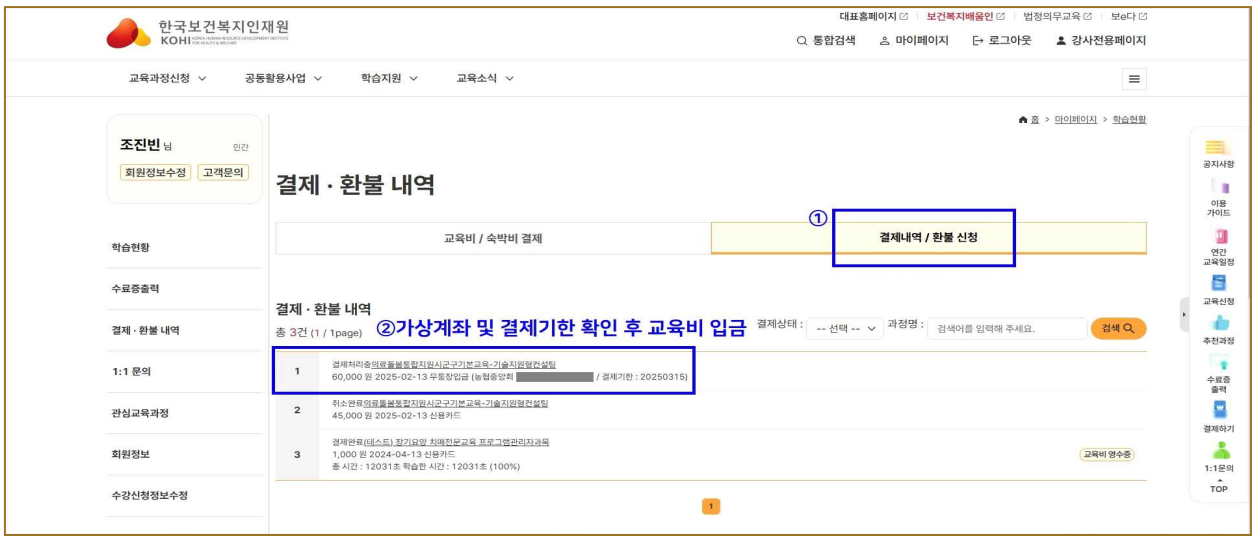 한국보건복지인재원
KOHI KOREA HUMAN RESOURCE DEVELOPMENT INSTITUTE FOR HEALTH & WELFARE
대표홈페이지 보건복지배움인 법정의무교육 보e다
통합검색 마이페이지 로그아웃 강사전용페이지
교육과정신청 공동활용사업 학습지원 교육소식
홈 > 마이페이지 > 학습현황
조진빈 님 민간
회원정보수정 고객문의
결제 · 환불 내역
①
교육비 / 숙박비 결제 결제내역 / 환불 신청
학습현황
수료증출력
결제 · 환불 내역
1:1 문의
관심교육과정
회원정보
수강신청정보수정
결제 · 환불 내역
총 3건 (1 / 1page) ②가상계좌 및 결제기한 확인 후 교육비 입금 결제상태 : -- 선택 -- 과정명 : 검색어를 입력해 주세요. 검색
1 결제처리중의료돌봄통합지원시군구기본교육-기술지원형컨설팅
60,000 원 2025-02-13 무통장입금 (농협중앙회 / 결제기한 : 20250315)
2 취소완료의료돌봄통합지원시군구기본교육-기술지원형컨설팅
45,000 원 2025-02-13 신용카드
3 결제완료(테스트) 장기요양 치매전문교육 프로그램관리자과목
1,000 원 2024-04-13 신용카드
총 시간 : 12031초 학습한 시간 : 12031초 (100%)
교육비 영수증
1
공지사항
이용
가이드
연간
교육일정
교육신청
추천과정
수료증
출력
결제하기
1:1문의
TOP